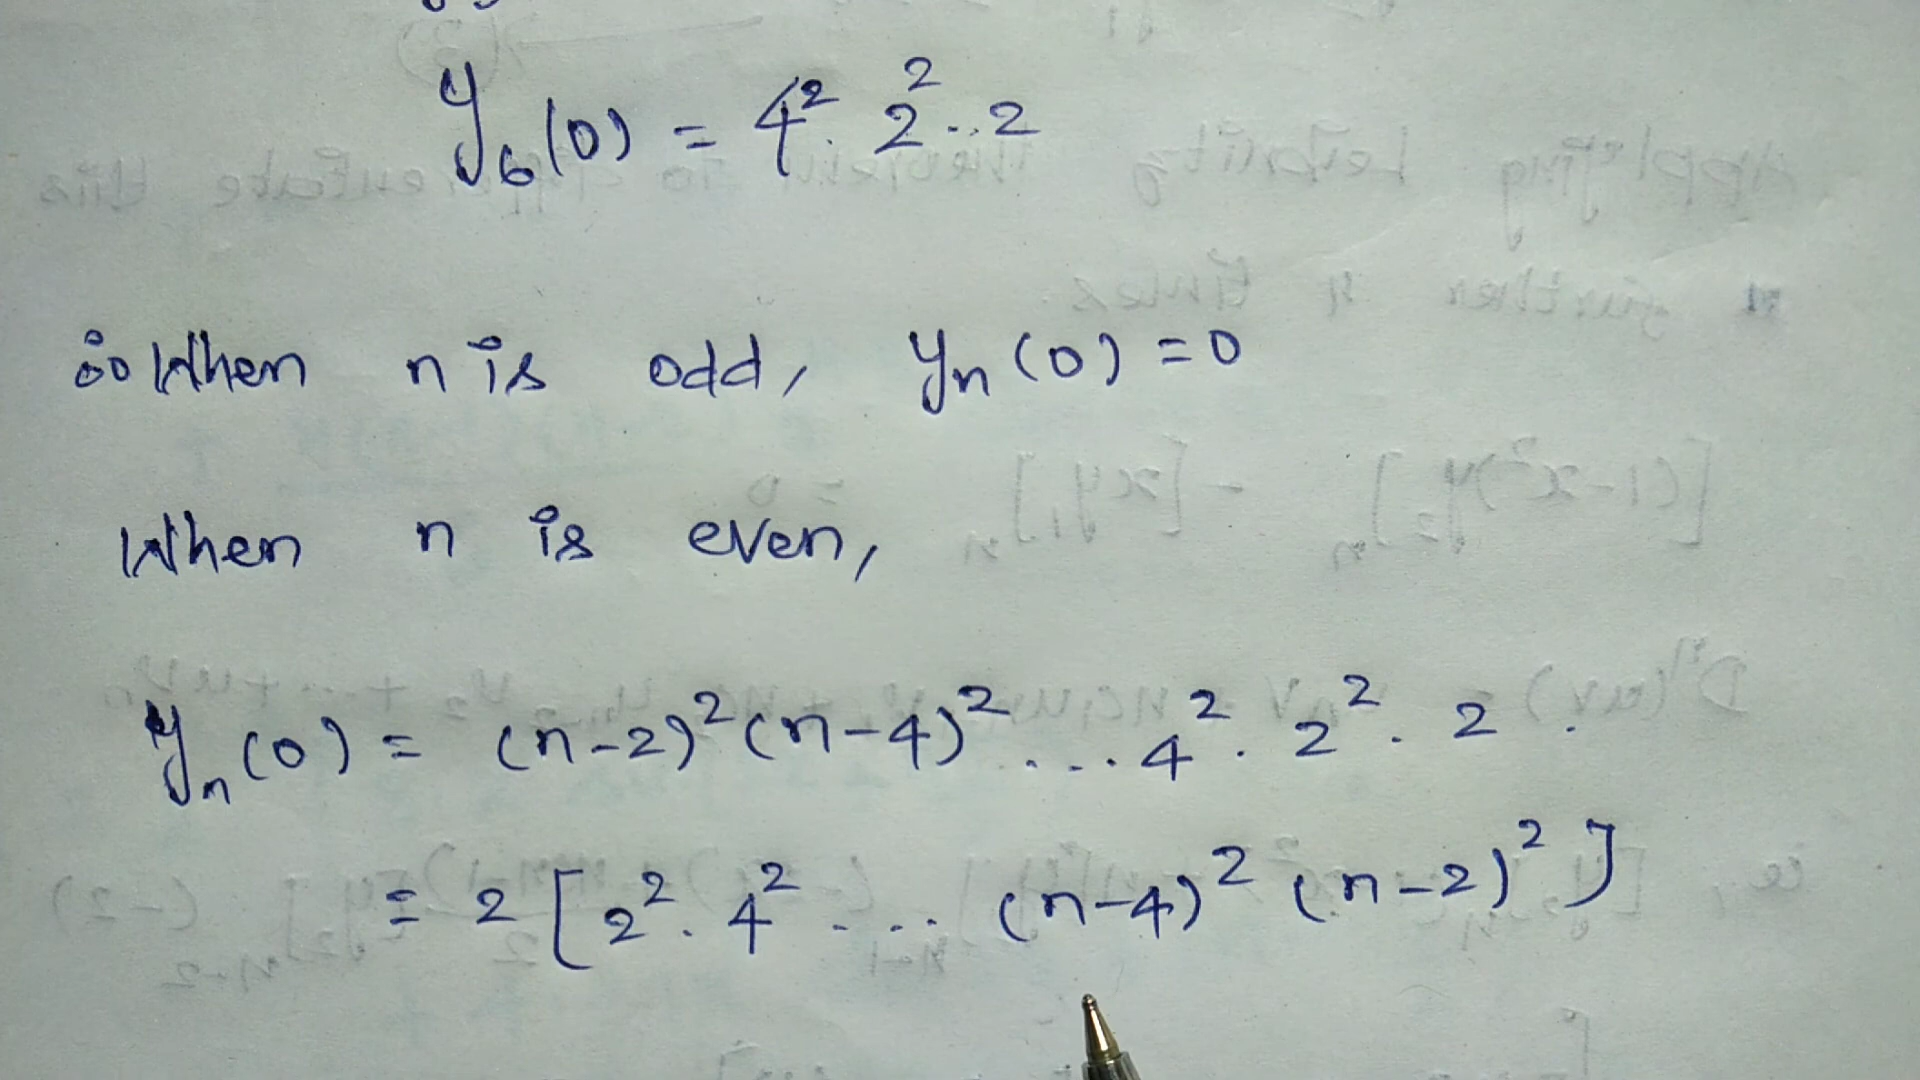 y₆(0) = 4². 2². 2
∴ When n is odd, yₙ(0) = 0
When n is even,
yₙ(0) = (n-2)²(n-4)² .... 4². 2². 2.
= 2 [2². 4² .... (n-4)² (n-2)²]